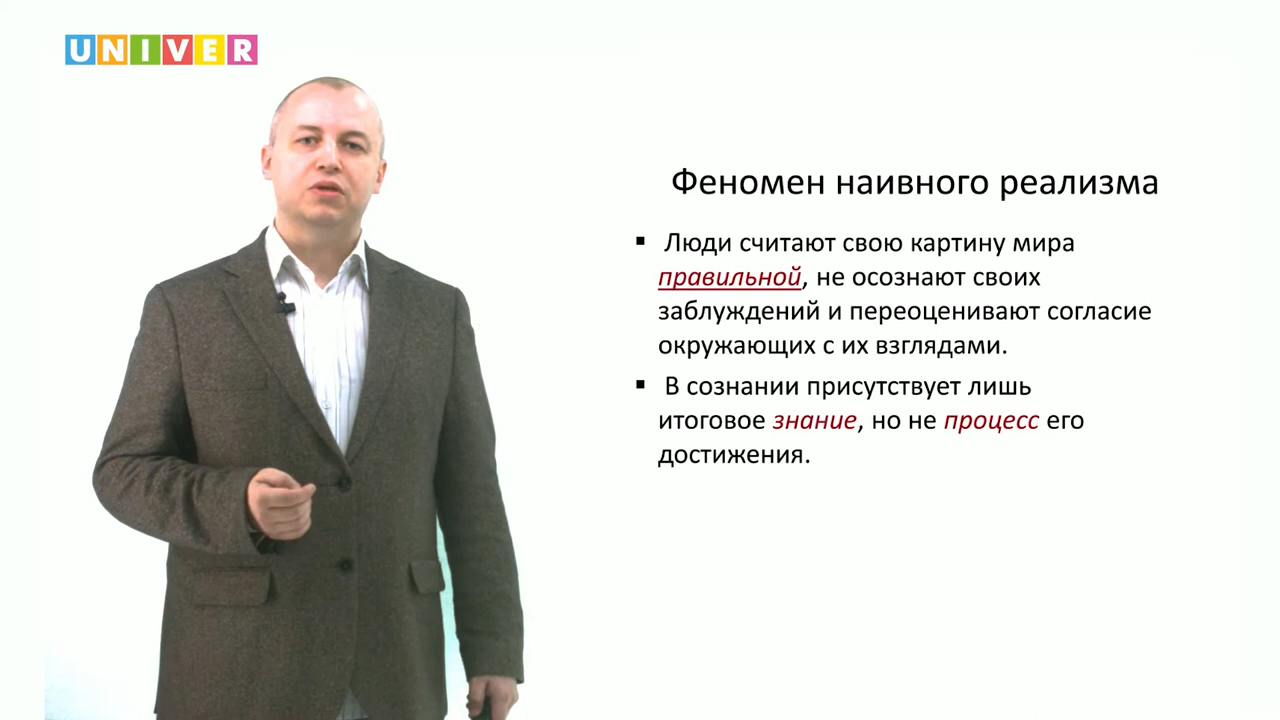 UNIVER
Феномен наивного реализма
▪ Люди считают свою картину мира
правильной, не осознают своих
заблуждений и переоценивают согласие
окружающих с их взглядами.
▪ В сознании присутствует лишь
итоговое знание, но не процесс его
достижения.